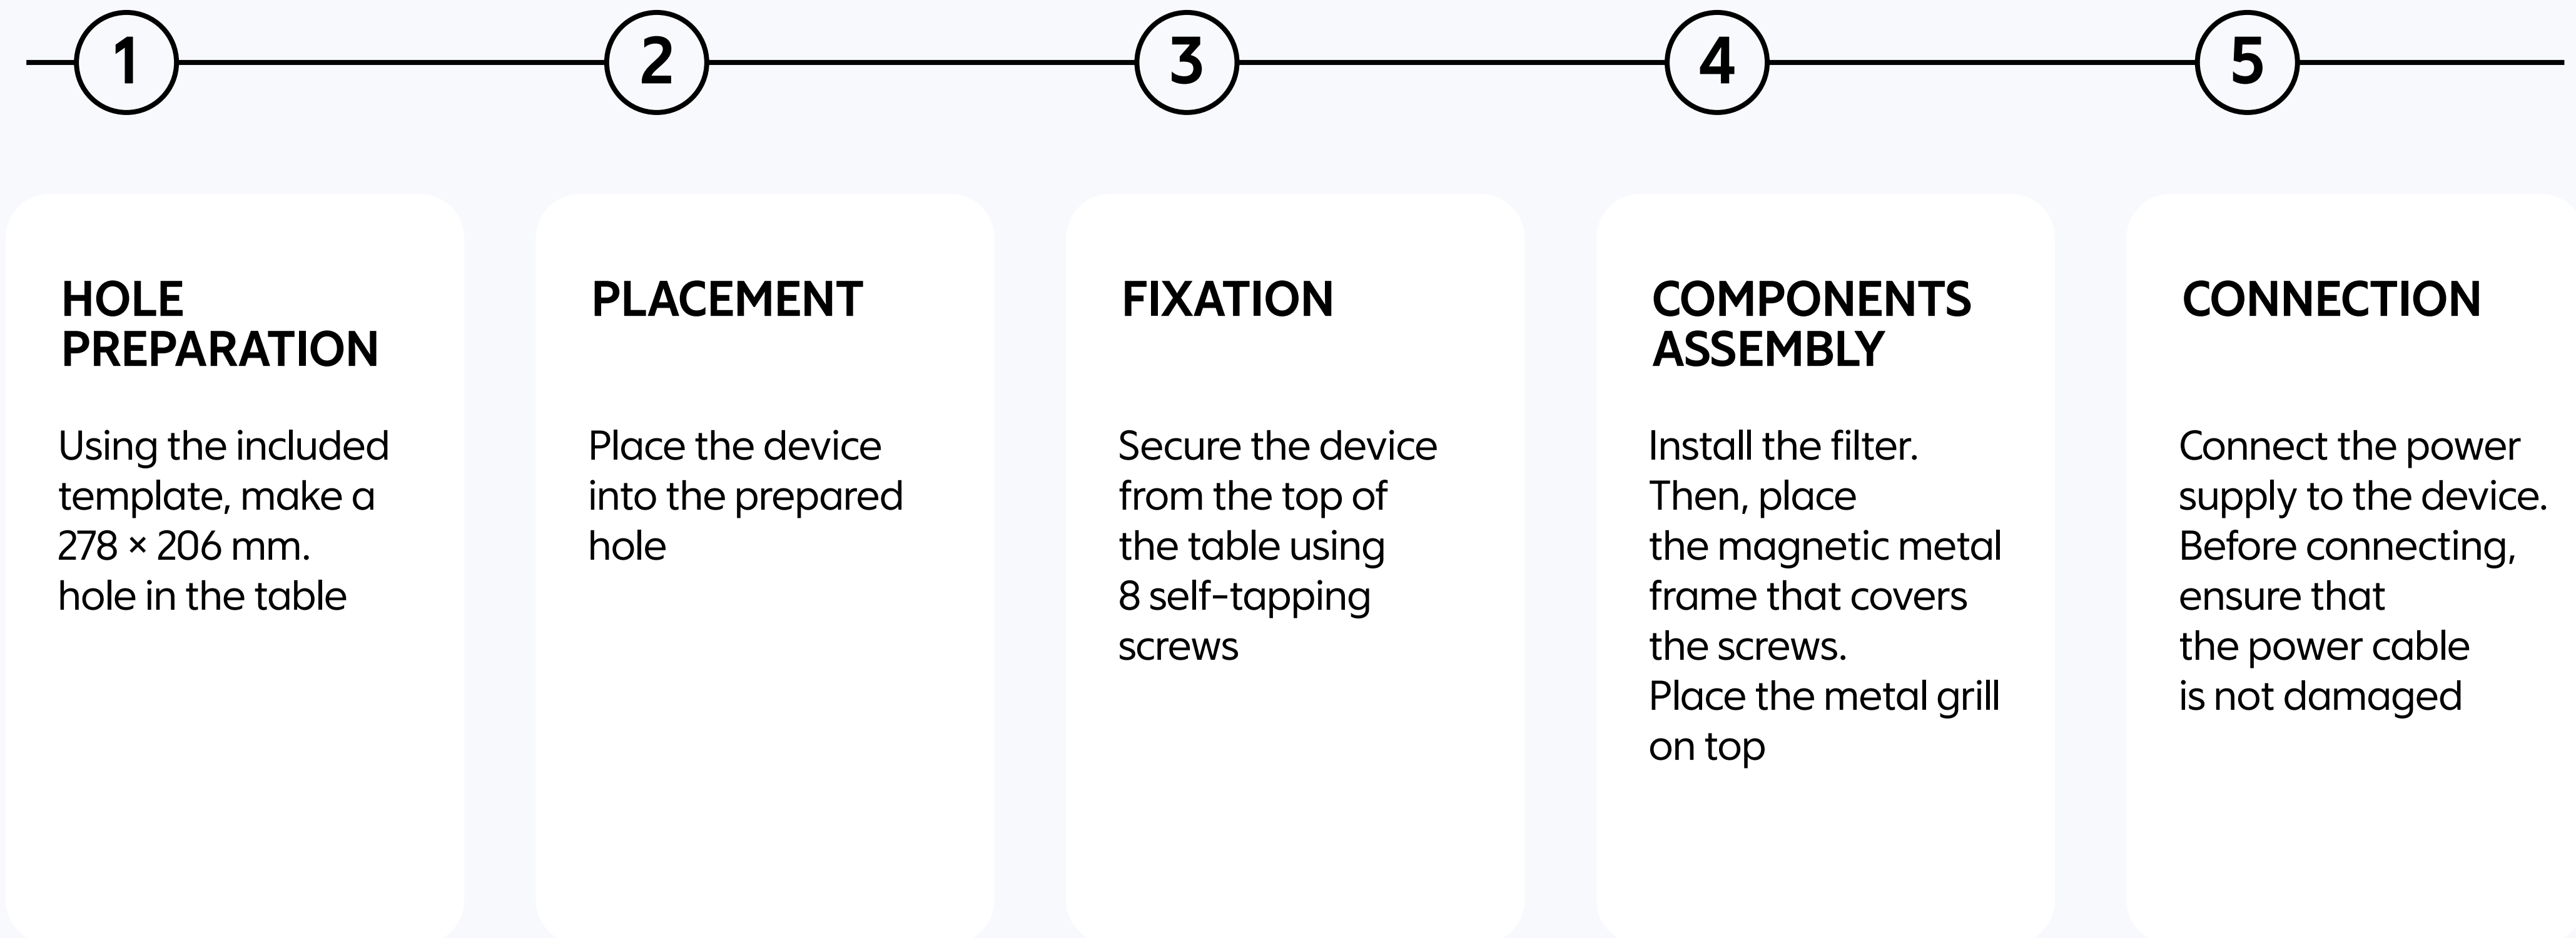 1
2
3
4
5
HOLE
PREPARATION
Using the included
template, make a
278 × 206 mm.
hole in the table
PLACEMENT
Place the device
into the prepared
hole
FIXATION
Secure the device
from the top of
the table using
8 self-tapping
screws
COMPONENTS
ASSEMBLY
Install the filter.
Then, place
the magnetic metal
frame that covers
the screws.
Place the metal grill
on top
CONNECTION
Connect the power
supply to the device.
Before connecting,
ensure that
the power cable
is not damaged